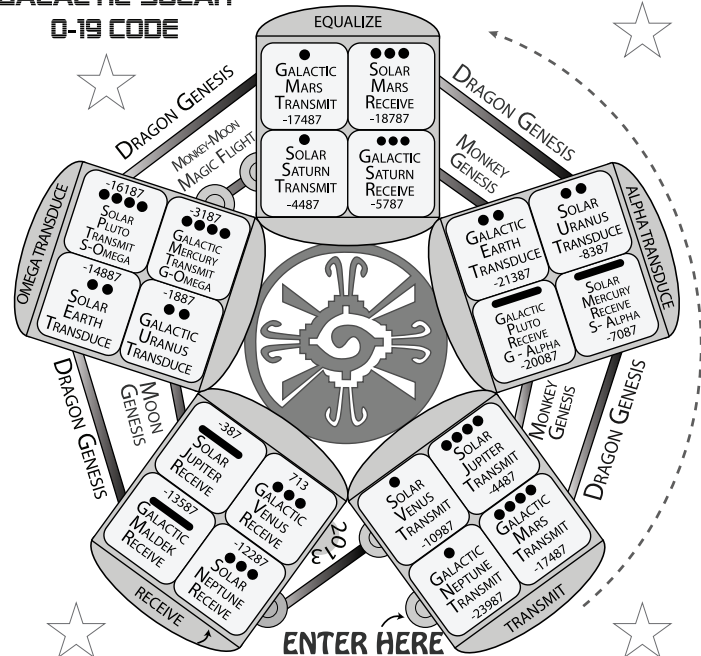 GALACTIC-SOLAR
0-19 CODE
EQUALIZE
GALACTIC
MARS
TRANSMIT
-17487
SOLAR
MARS
RECEIVE
-18787
SOLAR
SATURN
TRANSMIT
-4487
GALACTIC
SATURN
RECEIVE
-5787
DRAGON GENESIS
MONKEY-MOON
MAGIC FLIGHT
DRAGON GENESIS
MONKEY
GENESIS
OMEGA TRANSDUCE
-16187
SOLAR
PLUTO
TRANSMIT
S-OMEGA
-3187
GALACTIC
MERCURY
TRANSMIT
G-OMEGA
-14887
SOLAR
EARTH
TRANSDUCE
-1887
GALACTIC
URANUS
TRANSDUCE
ALPHA TRANSDUCE
GALACTIC
EARTH
TRANSDUCE
-21387
SOLAR
URANUS
TRANSDUCE
-8387
GALACTIC
PLUTO
RECEIVE
G - ALPHA
-20087
SOLAR
MERCURY
RECEIVE
S- ALPHA
-7087
DRAGON GENESIS
MOON
GENESIS
MONKEY
GENESIS
DRAGON GENESIS
-387
SOLAR
JUPITER
RECEIVE
713
GALACTIC
VENUS
RECEIVE
-13587
GALACTIC
MALDEK
RECEIVE
-12287
SOLAR
NEPTUNE
RECEIVE
RECEIVE
2013
SOLAR
VENUS
TRANSMIT
-10987
SOLAR
JUPITER
TRANSMIT
-4487
GALACTIC
NEPTUNE
TRANSMIT
-23987
GALACTIC
MARS
TRANSMIT
-17487
TRANSMIT
ENTER HERE